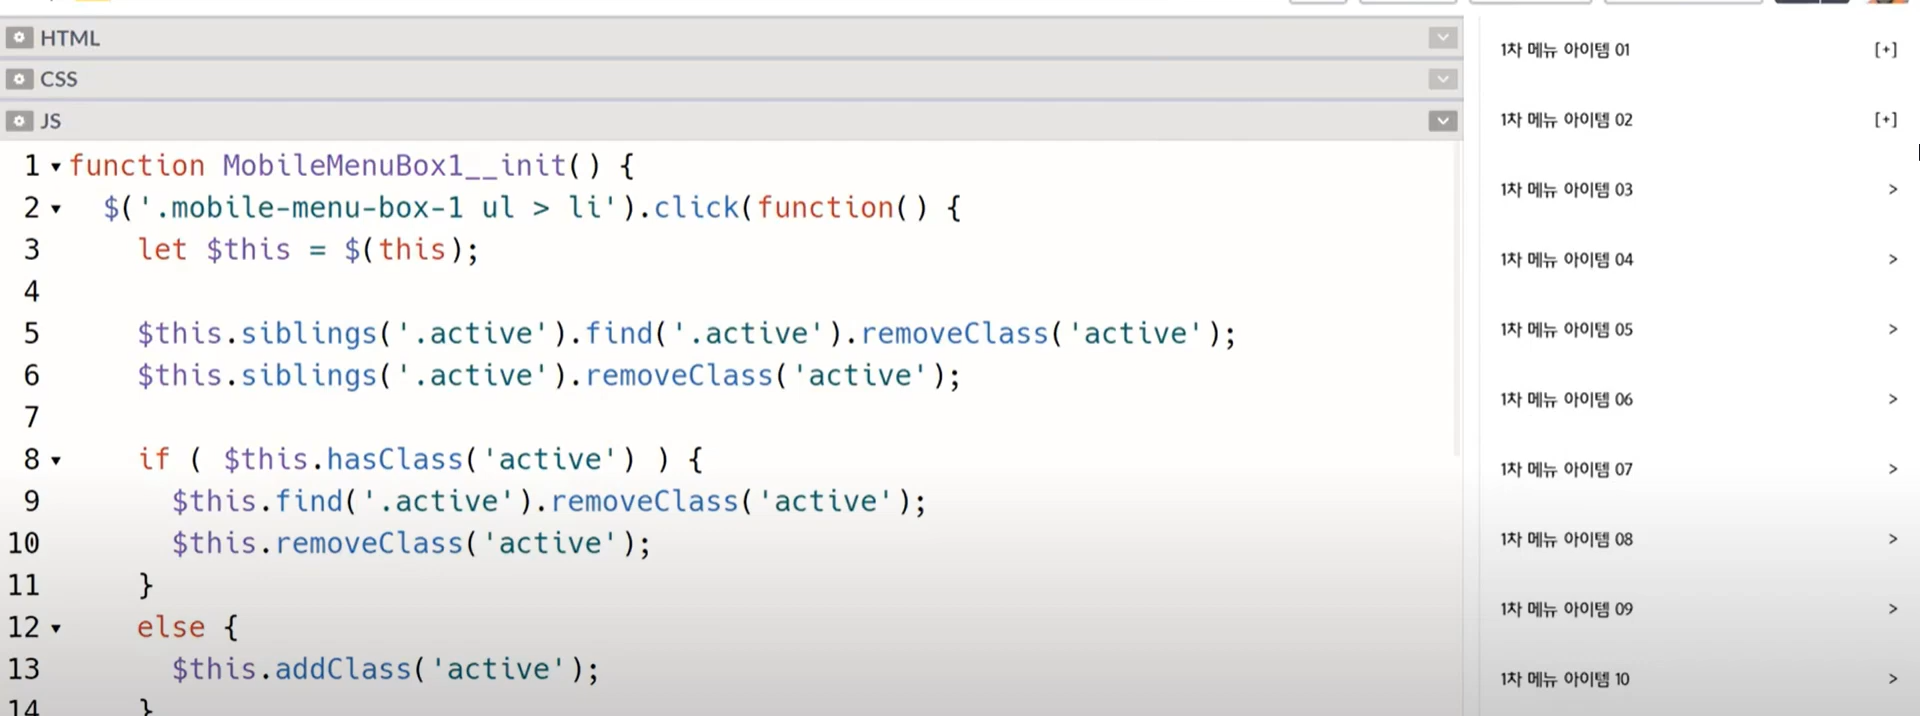 HTML
CSS
JS
1 function MobileMenuBox1__init() {
2 $('.mobile-menu-box-1 ul > li').click(function() {
3 let $this = $(this);
4
5 $this.siblings('.active').find('.active').removeClass('active');
6 $this.siblings('.active').removeClass('active');
7
8 if ( $this.hasClass('active') ) {
9 $this.find('.active').removeClass('active');
10 $this.removeClass('active');
11 }
12 else {
13 $this.addClass('active');
14 }
1차 메뉴 아이템 01 [+]
1차 메뉴 아이템 02 [+]
1차 메뉴 아이템 03 >
1차 메뉴 아이템 04 >
1차 메뉴 아이템 05 >
1차 메뉴 아이템 06 >
1차 메뉴 아이템 07 >
1차 메뉴 아이템 08 >
1차 메뉴 아이템 09 >
1차 메뉴 아이템 10 >